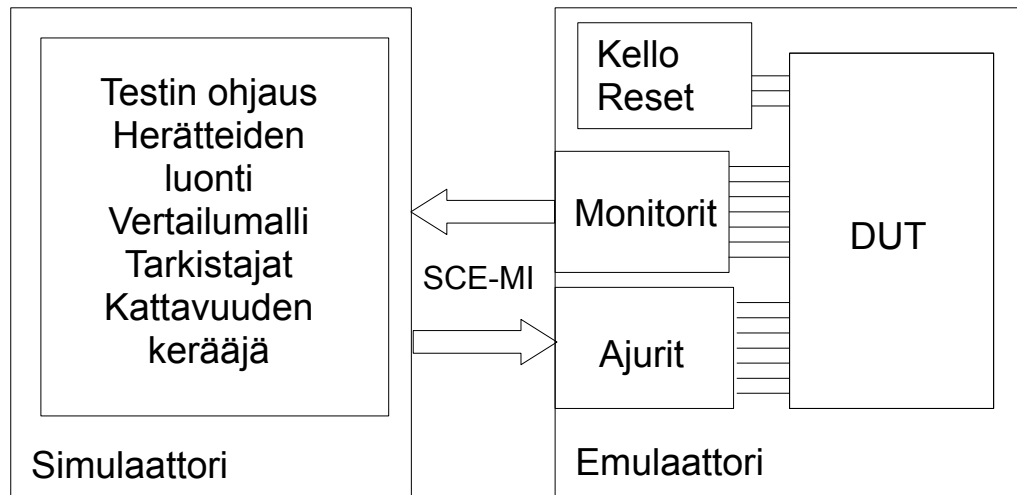 Testin ohjaus
Herätteiden
luonti
Vertailumalli
Tarkistajat
Kattavuuden
kerääjä
Simulaattori
SCE-MI
Kello
Reset
Monitorit
Ajurit
DUT
Emulaattori